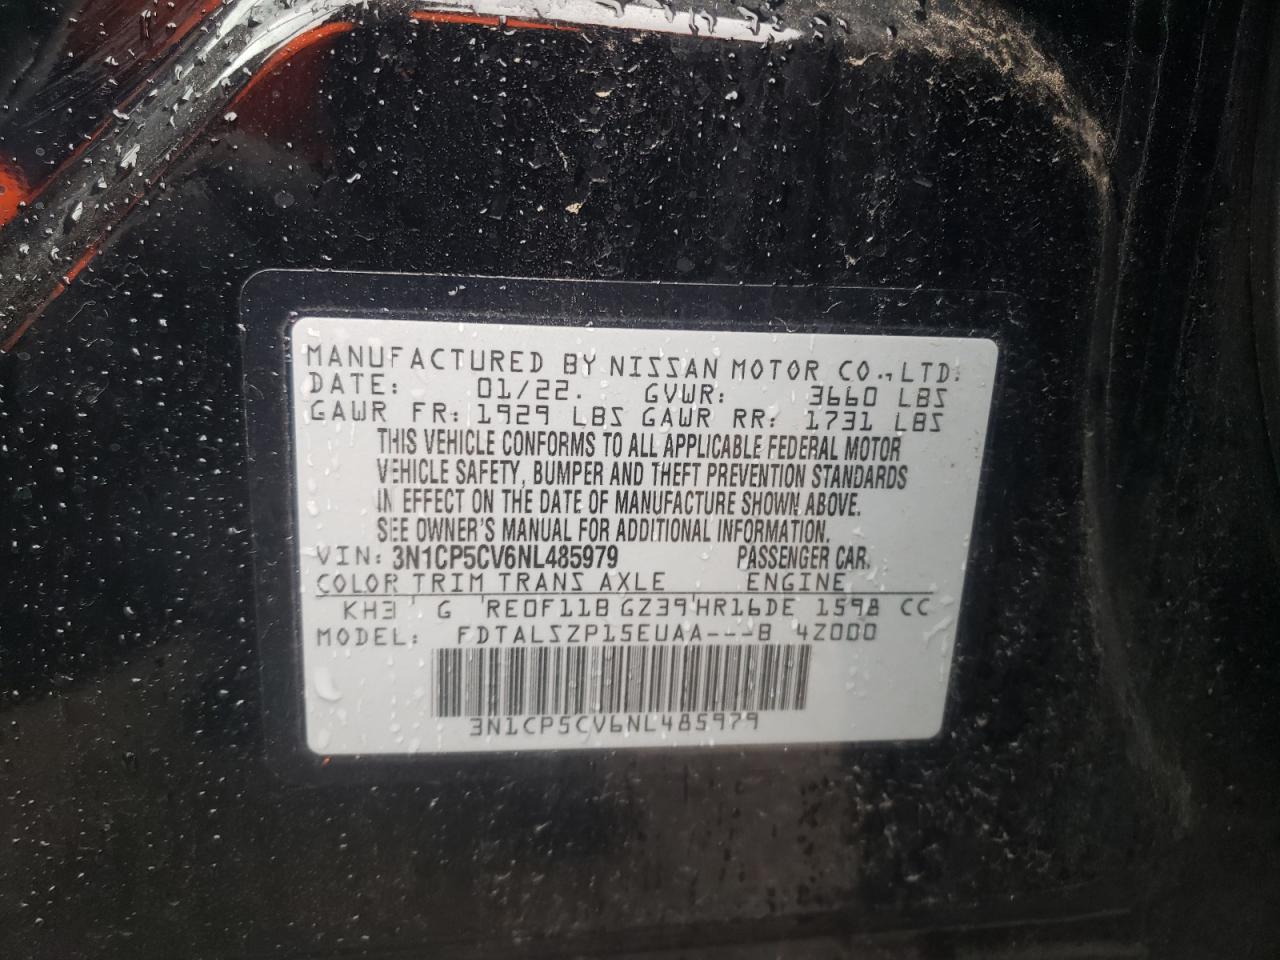 MANUFACTURED BY NISSAN MOTOR CO., LTD.
DATE: 01/22. GVWR: 3660 LBS
GAWR FR: 1929 LBS GAWR RR: 1731 LBS
THIS VEHICLE CONFORMS TO ALL APPLICABLE FEDERAL MOTOR
VEHICLE SAFETY, BUMPER AND THEFT PREVENTION STANDARDS
IN EFFECT ON THE DATE OF MANUFACTURE SHOWN ABOVE.
SEE OWNER'S MANUAL FOR ADDITIONAL INFORMATION.
VIN: 3N1CP5CV6NL485979 PASSENGER CAR.
COLOR TRIM TRANS AXLE ENGINE
KH3 G RE0F11B GZ39 HR16DE 1598 CC
MODEL: FDTALSZP15EUAA---B 4Z000
3N1CP5CV6NL485979